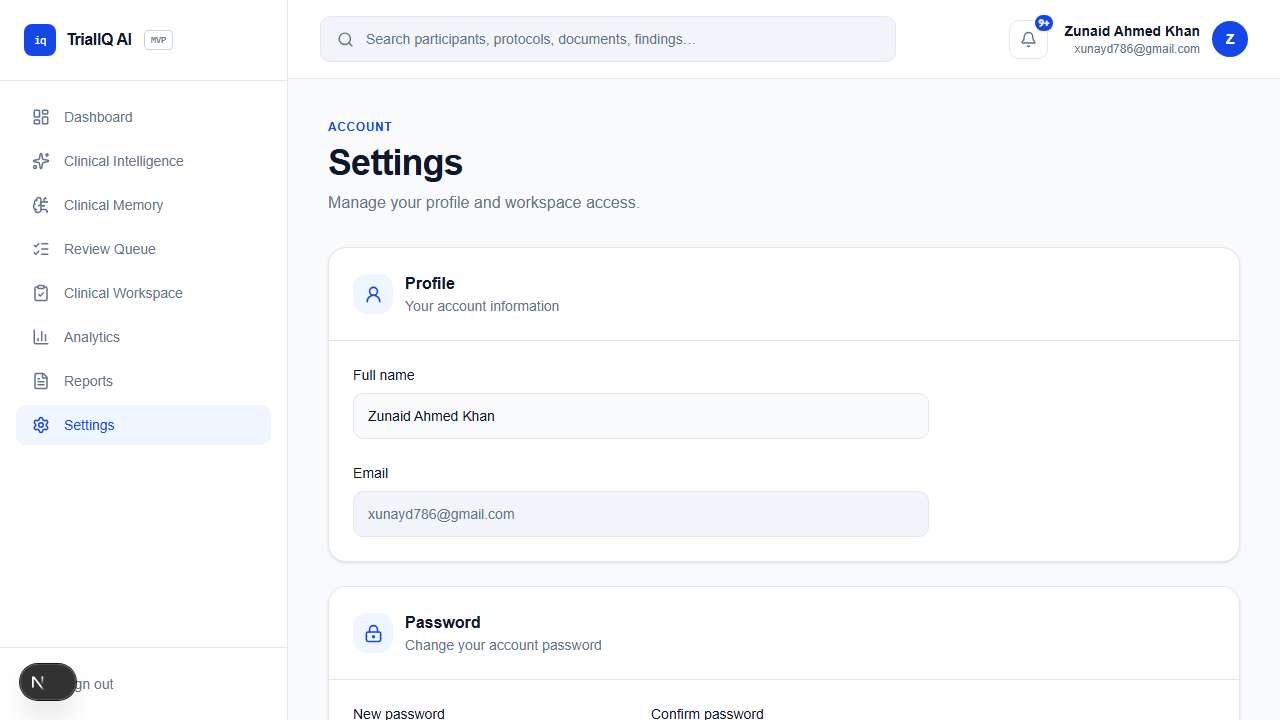 iq TrialIQ AI MVP
Search participants, protocols, documents, findings...
9+
Zunaid Ahmed Khan
xunayd786@gmail.com
Z
Dashboard
Clinical Intelligence
Clinical Memory
Review Queue
Clinical Workspace
Analytics
Reports
Settings
N
gn out
ACCOUNT
Settings
Manage your profile and workspace access.
Profile
Your account information
Full name
Zunaid Ahmed Khan
Email
xunayd786@gmail.com
Password
Change your account password
New password Confirm password